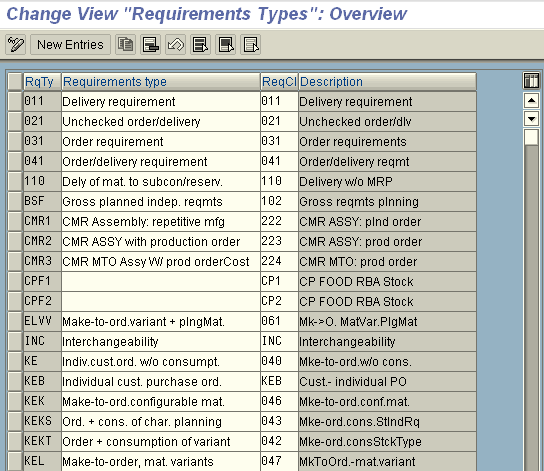 Change View "Requirements Types": Overview
New Entries
RqTy Requirements type ReqCl Description
011 Delivery requirement 011 Delivery requirement
021 Unchecked order/delivery 021 Unchecked order/dlv
031 Order requirement 031 Order requirements
041 Order/delivery requirement 041 Order/delivery reqmt
110 Dely of mat. to subcon/reserv. 110 Delivery w/o MRP
BSF Gross planned indep. reqmts 102 Gross reqmts plnning
CMR1 CMR Assembly: repetitive mfg 222 CMR ASSY: plnd order
CMR2 CMR ASSY with production order 223 CMR ASSY: prod order
CMR3 CMR MTO Assy W/ prod orderCost 224 CMR MTO: prod order
CPF1 CP1 CP FOOD RBA Stock
CPF2 CP2 CP FOOD RBA Stock
ELVV Make-to-ord.variant + plngMat. 061 Mk->O. MatVar.PlgMat
INC Interchangeability INC Interchangeability
KE Indiv.cust.ord. w/o consumpt. 040 Mke-to-ord.w/o cons.
KEB Individual cust. purchase ord. KEB Cust.- individual PO
KEK Make-to-ord.configurable mat. 046 Mke-to-ord.conf.mat.
KEKS Ord. + cons. of char. planning 043 Mke-ord.cons.StlndRq
KEKT Order + consumption of variant 042 Mke-ord.consStckType
KEL Make-to-order, mat. variants 047 MkToOrd.-mat.variant